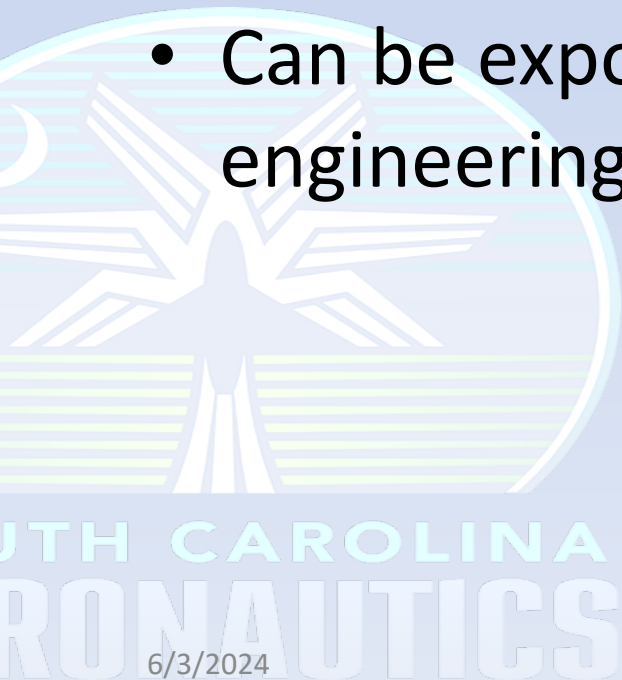 • Can be expo
engineering
UTH CAROLINA
RONAUTICS
6/3/2024